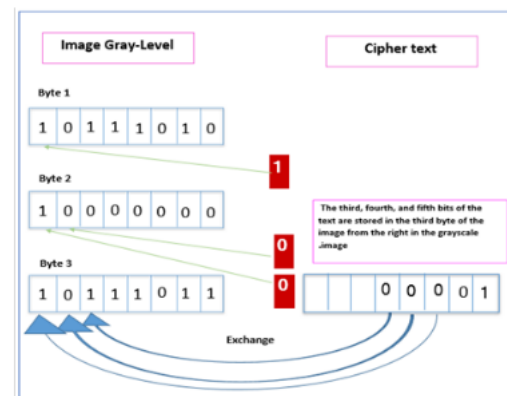 Image Gray-Level
Cipher text
Byte 1
1 0 1 1 1 0 1 0
1
Byte 2
1 0 0 0 0 0 0 0
The third, fourth, and fifth bits of the
text are stored in the third byte of the
image from the right in the grayscale
.image
0
Byte 3
1 0 1 1 1 0 1 1
0
0 0 0 0 1
Exchange